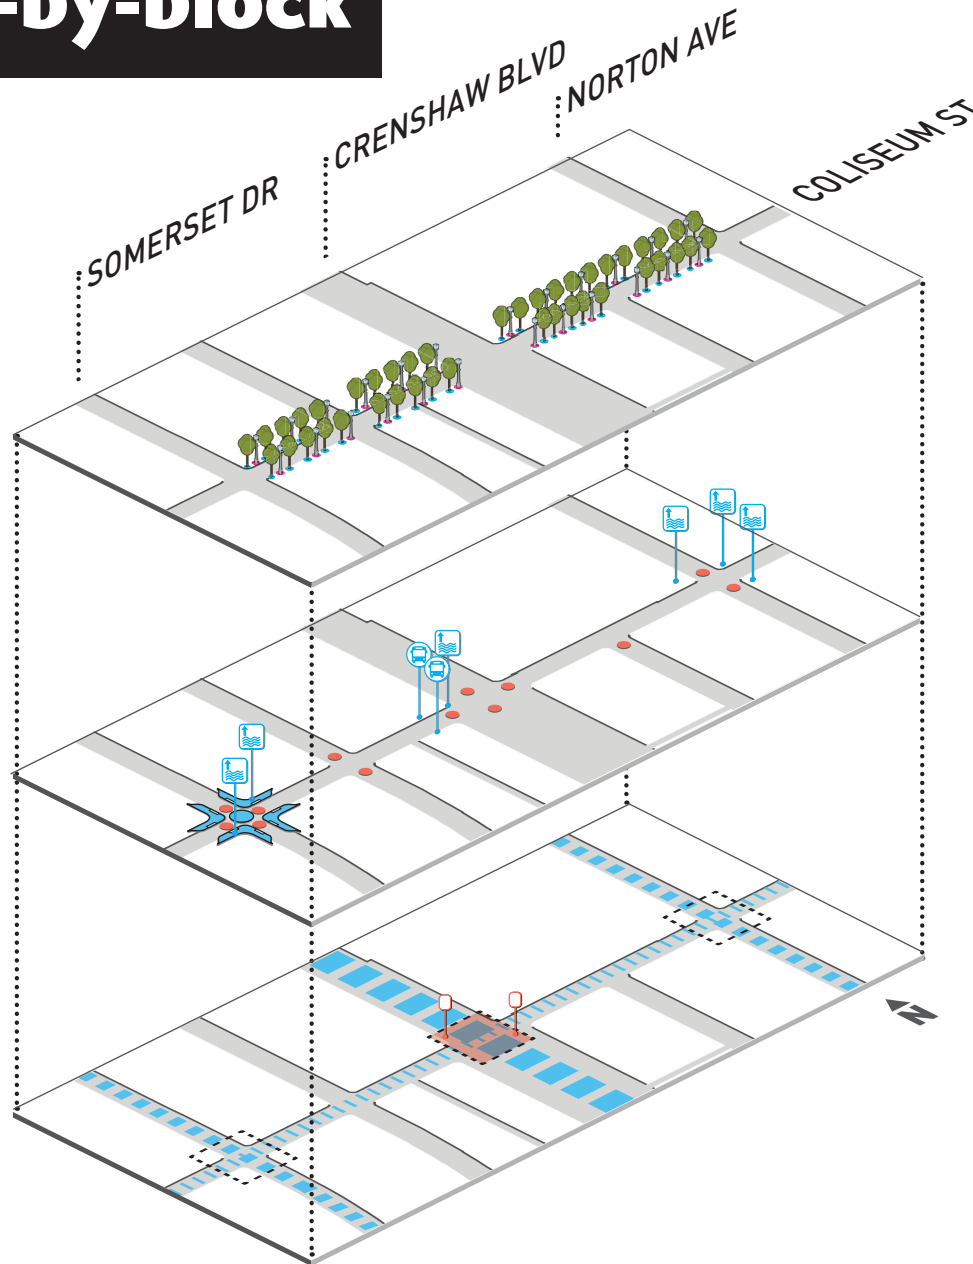 -by-block
NORTON AVE
CRENSHAW BLVD
COLISEUM ST
SOMERSET DR
N